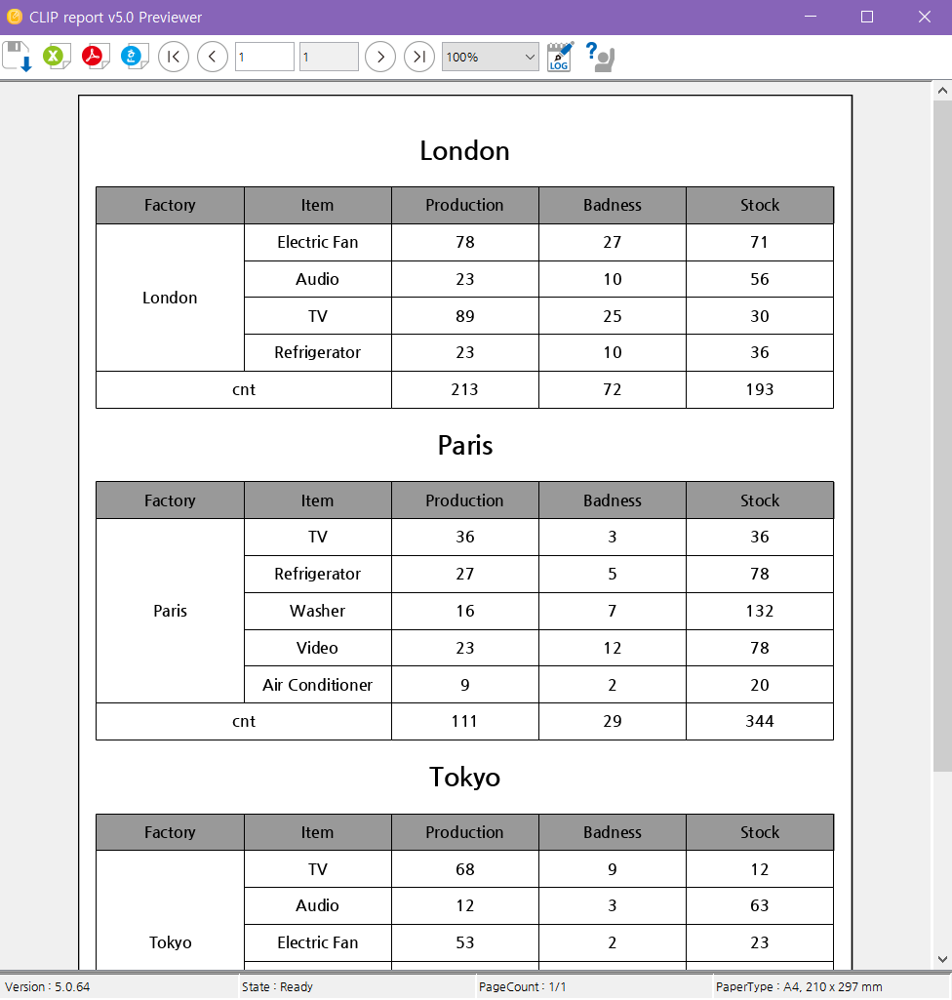 CLIP report v5.0 Previewer
1 1 100% LOG ?
London
Factory Item Production Badness Stock
Electric Fan 78 27 71
Audio 23 10 56
London
TV 89 25 30
Refrigerator 23 10 36
cnt 213 72 193
Paris
Factory Item Production Badness Stock
TV 36 3 36
Refrigerator 27 5 78
Paris Washer 16 7 132
Video 23 12 78
Air Conditioner 9 2 20
cnt 111 29 344
Tokyo
Factory Item Production Badness Stock
TV 68 9 12
Audio 12 3 63
Tokyo Electric Fan 53 2 23
Version : 5.0.64 State : Ready PageCount : 1/1 PaperType : A4, 210 x 297 mm